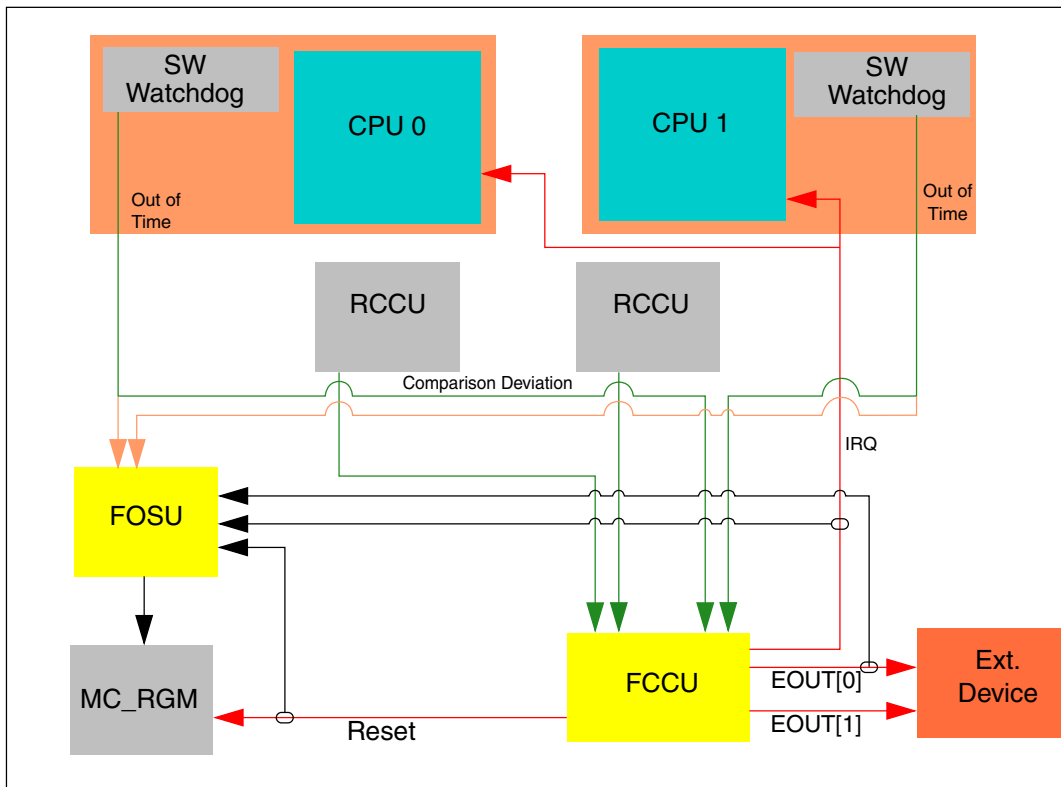 SW
Watchdog
CPU 0
CPU 1
SW
Watchdog
Out of
Time
Out of
Time
RCCU
RCCU
Comparison Deviation
IRQ
FOSU
MC_RGM
Reset
FCCU
EOUT[0]
EOUT[1]
Ext.
Device